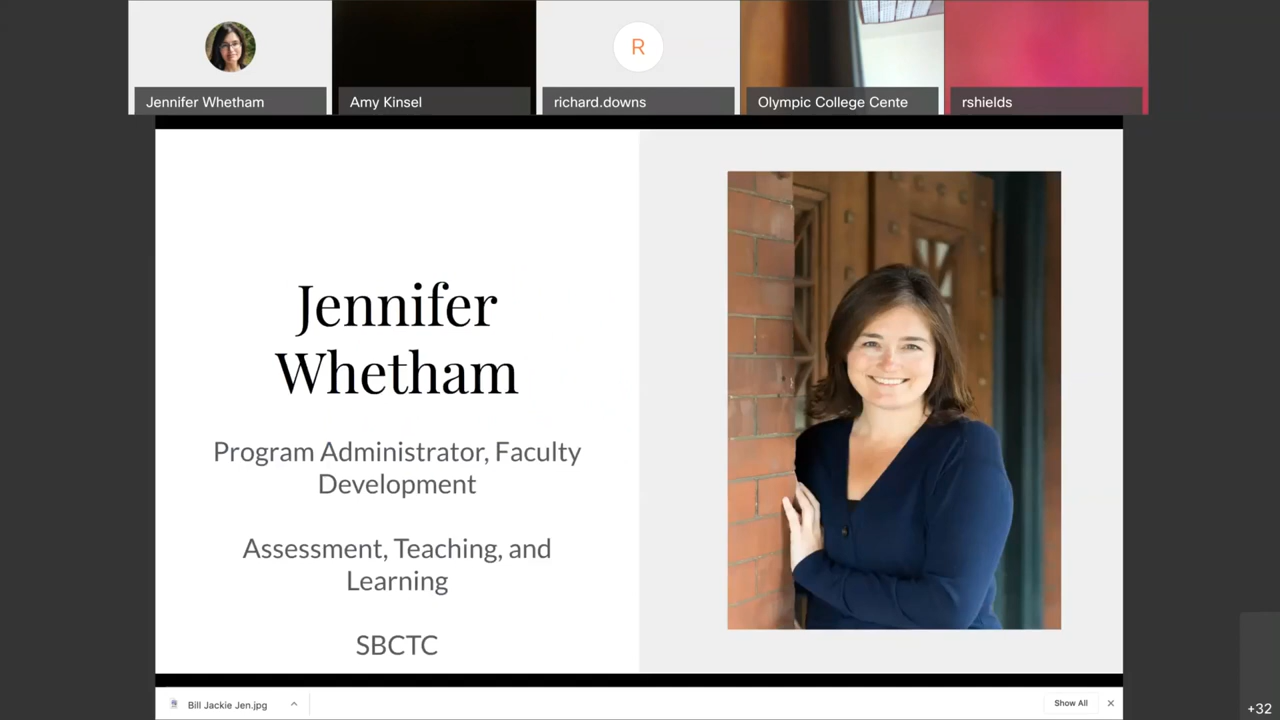 Jennifer Whetham
Amy Kinsel
R
richard.downs
Olympic College Cente
rshields
Jennifer
Whetham
Program Administrator, Faculty
Development
Assessment, Teaching, and
Learning
SBCTC
Bill Jackie Jen.jpg
Show All
+32